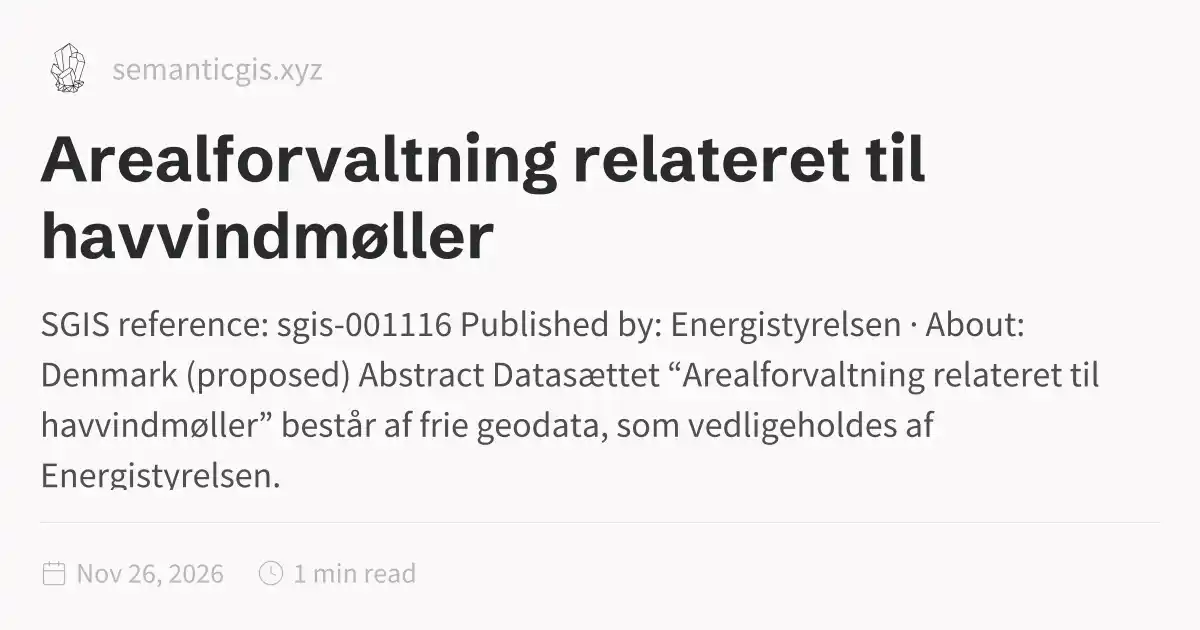 semanticgis.xyz
Arealforvaltning relateret til
havvindmøller
SGIS reference: sgis-001116 Published by: Energistyrelsen · About:
Denmark (proposed) Abstract Datasættet “Arealforvaltning relateret til
havvindmøller” består af frie geodata, som vedligeholdes af
Energistyrelsen.
Nov 26, 2026 1 min read